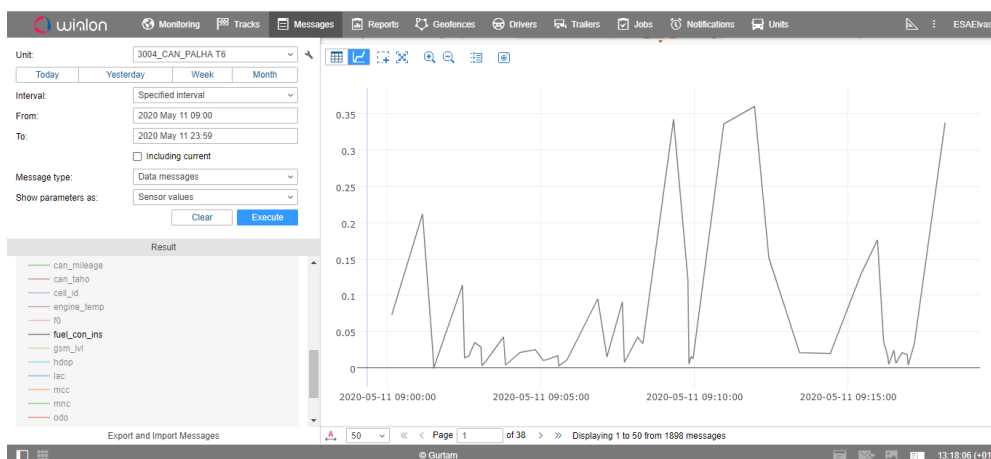 wialon Monitoring Tracks Messages Reports Geofences Drivers Trailers Jobs Notifications Units ESAElvas
Unit: 3004_CAN_PALHA T6
Today Yesterday Week Month
Interval: Specified interval
From: 2020 May 11 09:00
To: 2020 May 11 23:59
Including current
Message type: Data messages
Show parameters as: Sensor values
Clear Execute
Result
can_mileage
can_taho
cell_id
engine_temp
f0
fuel_con_ins
gsm_lvl
hdop
lac
mcc
mnc
odo
Export and Import Messages
0.35
0.3
0.25
0.2
0.15
0.1
0.05
0
2020-05-11 09:00:00 2020-05-11 09:05:00 2020-05-11 09:10:00 2020-05-11 09:15:00
A 50 Page 1 of 38 Displaying 1 to 50 from 1898 messages
© Gurtam 13:18:06 (+01